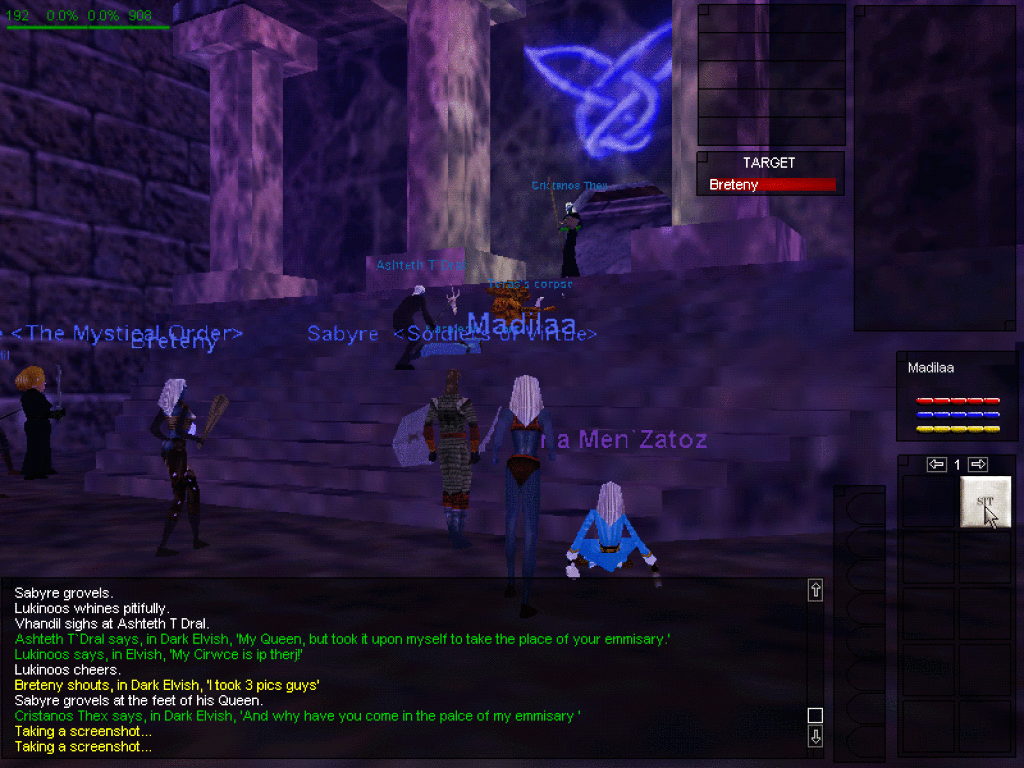 192 0.0% 0.0% 908
TARGET
Breteny
Cristanos Thex
Ashteth T`Dral
corpse
Madilaa
<The Mystical Order>
Breteny
Sabyre <Soldiers of Virtue>
Madilaa
a Men`Zatoz
1
SIT
Sabyre grovels.
Lukinoos whines pitifully.
Vhandil sighs at Ashteth T Dral.
Ashteth T`Dral says, in Dark Elvish, 'My Queen, but took it upon myself to take the place of your emmisary.'
Lukinoos says, in Elvish, 'My Cirwce is ip therj!'
Lukinoos cheers.
Breteny shouts, in Dark Elvish, 'I took 3 pics guys'
Sabyre grovels at the feet of his Queen.
Cristanos Thex says, in Dark Elvish, 'And why have you come in the palce of my emmisary '
Taking a screenshot...
Taking a screenshot...